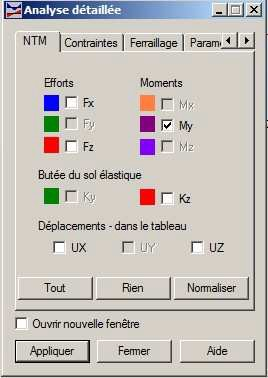 Analyse détaillée
NTM Contraintes Ferraillage Param
Efforts Moments
Fx Mx
Fy My
Fz Mz
Butée du sol élastique
Ky Kz
Déplacements - dans le tableau
UX UY UZ
Tout Rien Normaliser
Ouvrir nouvelle fenêtre
Appliquer Fermer Aide